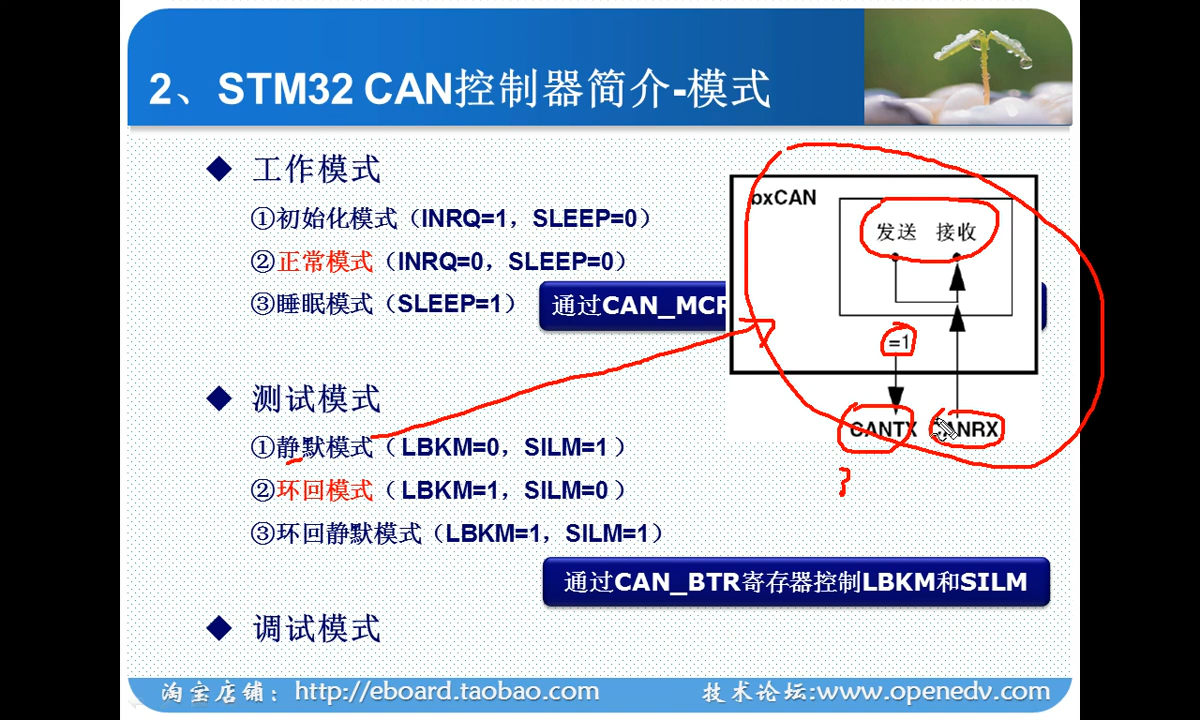 2、STM32 CAN控制器简介-模式
◆ 工作模式
①初始化模式（INRQ=1，SLEEP=0）
②正常模式（INRQ=0，SLEEP=0）
③睡眠模式（SLEEP=1）
通过CAN_MCR
bxCAN
发送 接收
=1
CANTX CANRX
◆ 测试模式
①静默模式（LBKM=0，SILM=1）
②环回模式（LBKM=1，SILM=0）
③环回静默模式（LBKM=1，SILM=1）
通过CAN_BTR寄存器控制LBKM和SILM
◆ 调试模式
淘宝店铺：http://eboard.taobao.com
技术论坛:www.openedv.com